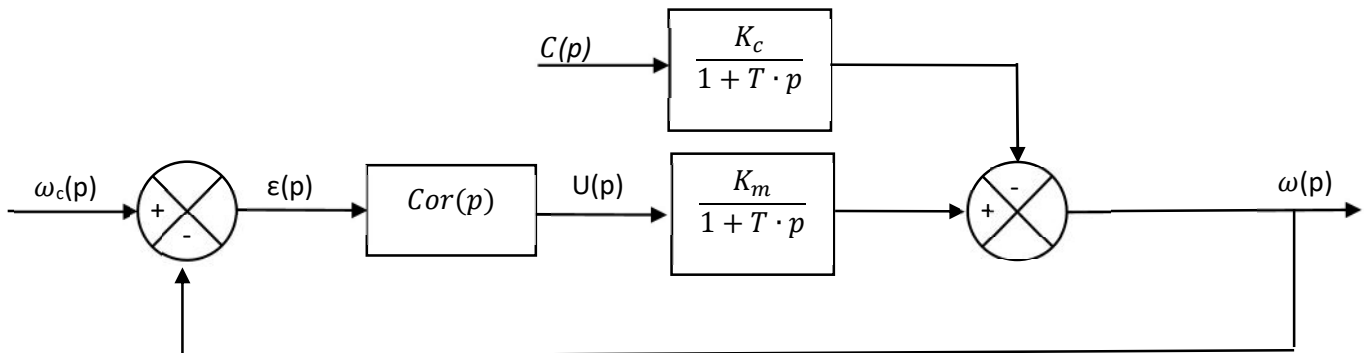 C(p)
K_c
1 + T · p
ω_c(p)
+
-
ε(p)
Cor(p)
U(p)
K_m
1 + T · p
-
+
ω(p)